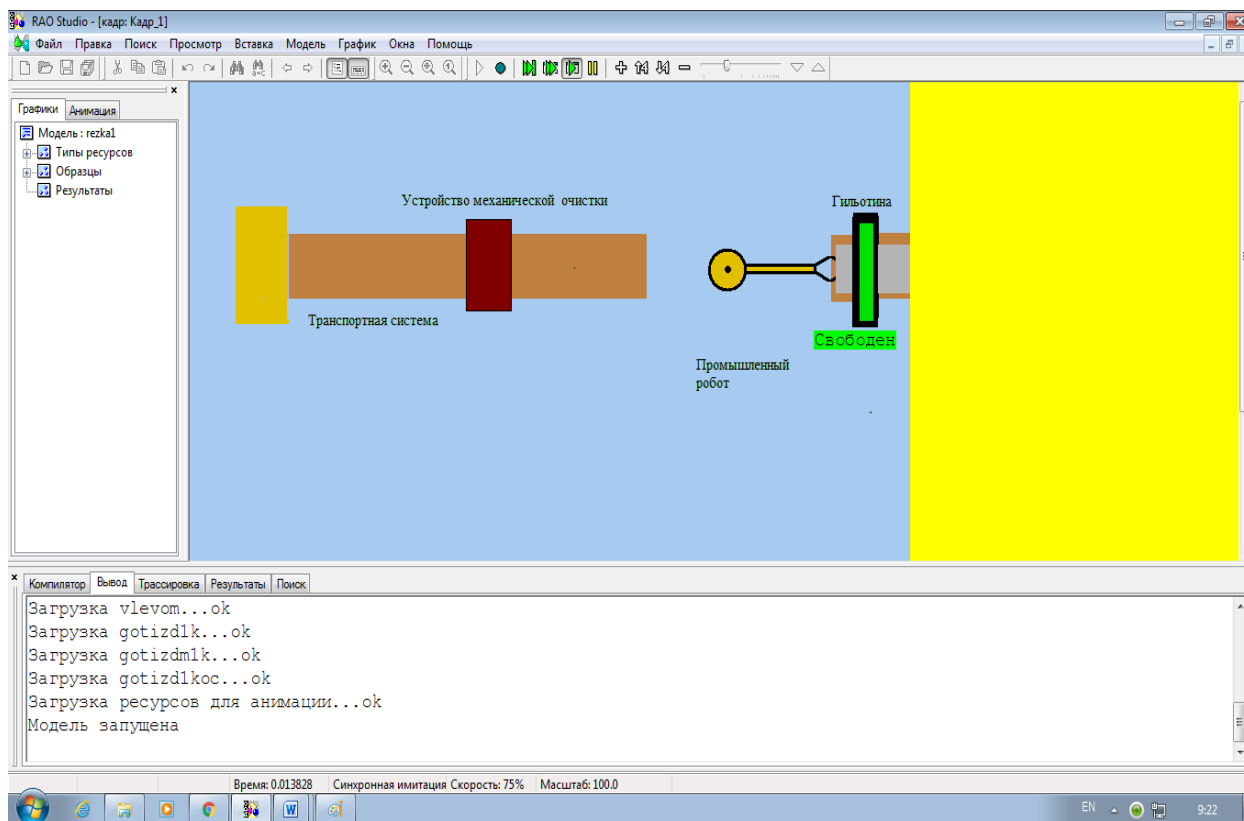 RAO Studio - [кадр: Кадр_1]
Файл Правка Поиск Просмотр Вставка Модель График Окна Помощь
Графики Анимация
Модель : rezka1
Типы ресурсов
Образцы
Результаты
Устройство механической очистки
Гильотина
Транспортная система
Свободен
Промышленный
робот
Компилятор Вывод Трассировка Результаты Поиск
Загрузка vlevom...ok
Загрузка gotizd1k...ok
Загрузка gotizdm1k...ok
Загрузка gotizd1koc...ok
Загрузка ресурсов для анимации...ok
Модель запущена
Время: 0.013828 Синхронная имитация Скорость: 75% Масштаб: 100.0
EN 9:22